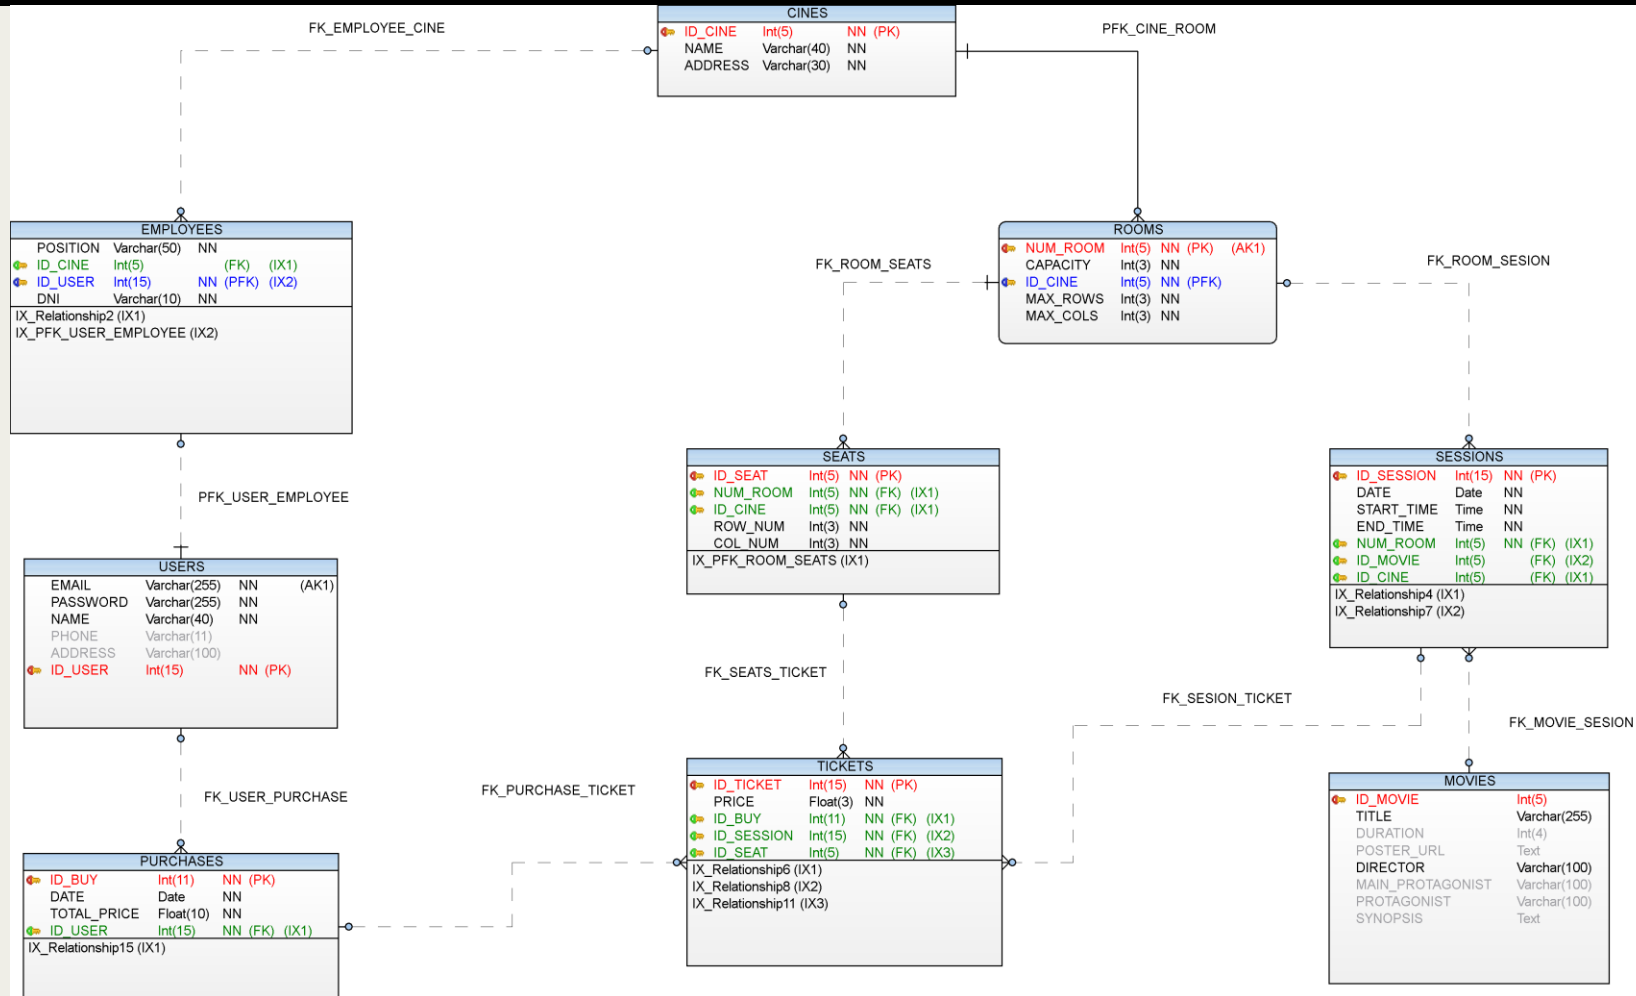 CINES
ID_CINE Int(5) NN (PK)
NAME Varchar(40) NN
ADDRESS Varchar(30) NN
FK_EMPLOYEE_CINE
PFK_CINE_ROOM
EMPLOYEES
POSITION Varchar(50) NN
ID_CINE Int(5) (FK) (IX1)
ID_USER Int(15) NN (PFK) (IX2)
DNI Varchar(10) NN
IX_Relationship2 (IX1)
IX_PFK_USER_EMPLOYEE (IX2)
ROOMS
NUM_ROOM Int(5) NN (PK) (AK1)
CAPACITY Int(3) NN
ID_CINE Int(5) NN (PFK)
MAX_ROWS Int(3) NN
MAX_COLS Int(3) NN
FK_ROOM_SEATS
FK_ROOM_SESION
SEATS
ID_SEAT Int(5) NN (PK)
NUM_ROOM Int(5) NN (FK) (IX1)
ID_CINE Int(5) NN (FK) (IX1)
ROW_NUM Int(3) NN
COL_NUM Int(3) NN
IX_PFK_ROOM_SEATS (IX1)
SESSIONS
ID_SESSION Int(15) NN (PK)
DATE Date NN
START_TIME Time NN
END_TIME Time NN
NUM_ROOM Int(5) NN (FK) (IX1)
ID_MOVIE Int(5) (FK) (IX2)
ID_CINE Int(5) (FK) (IX1)
IX_Relationship4 (IX1)
IX_Relationship7 (IX2)
PFK_USER_EMPLOYEE
USERS
EMAIL Varchar(255) NN (AK1)
PASSWORD Varchar(255) NN
NAME Varchar(40) NN
PHONE Varchar(11)
ADDRESS Varchar(100)
ID_USER Int(15) NN (PK)
FK_SEATS_TICKET
FK_SESION_TICKET
FK_MOVIE_SESION
FK_USER_PURCHASE
FK_PURCHASE_TICKET
TICKETS
ID_TICKET Int(15) NN (PK)
PRICE Float(3) NN
ID_BUY Int(11) NN (FK) (IX1)
ID_SESSION Int(15) NN (FK) (IX2)
ID_SEAT Int(5) NN (FK) (IX3)
IX_Relationship6 (IX1)
IX_Relationship8 (IX2)
IX_Relationship11 (IX3)
MOVIES
ID_MOVIE Int(5)
TITLE Varchar(255)
DURATION Int(4)
POSTER_URL Text
DIRECTOR Varchar(100)
MAIN_PROTAGONIST Varchar(100)
PROTAGONIST Varchar(100)
SYNOPSIS Text
PURCHASES
ID_BUY Int(11) NN (PK)
DATE Date NN
TOTAL_PRICE Float(10) NN
ID_USER Int(15) NN (FK) (IX1)
IX_Relationship15 (IX1)